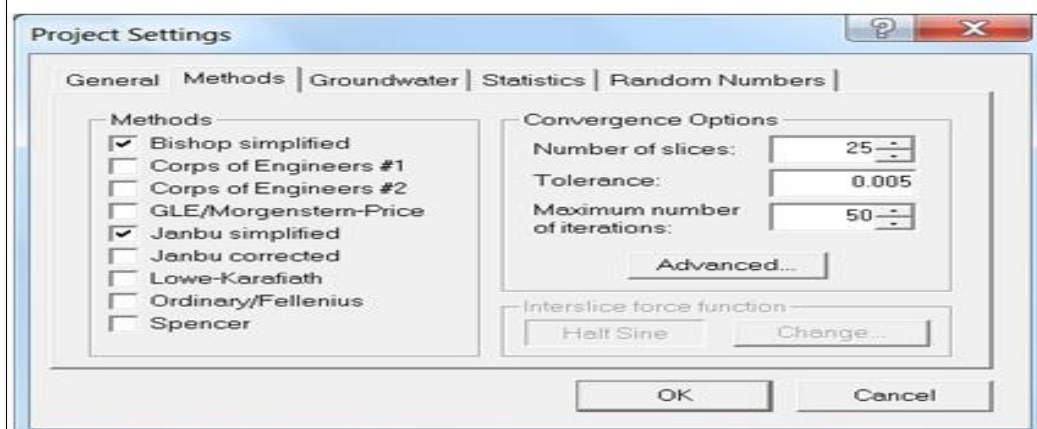 Project Settings
General Methods Groundwater Statistics Random Numbers
Methods
Bishop simplified
Corps of Engineers #1
Corps of Engineers #2
GLE/Morgenstern-Price
Janbu simplified
Janbu corrected
Lowe-Karafiath
Ordinary/Fellenius
Spencer
Convergence Options
Number of slices: 25
Tolerance: 0.005
Maximum number
of iterations: 50
Advanced...
Interslice force function
Half Sine Change...
OK Cancel